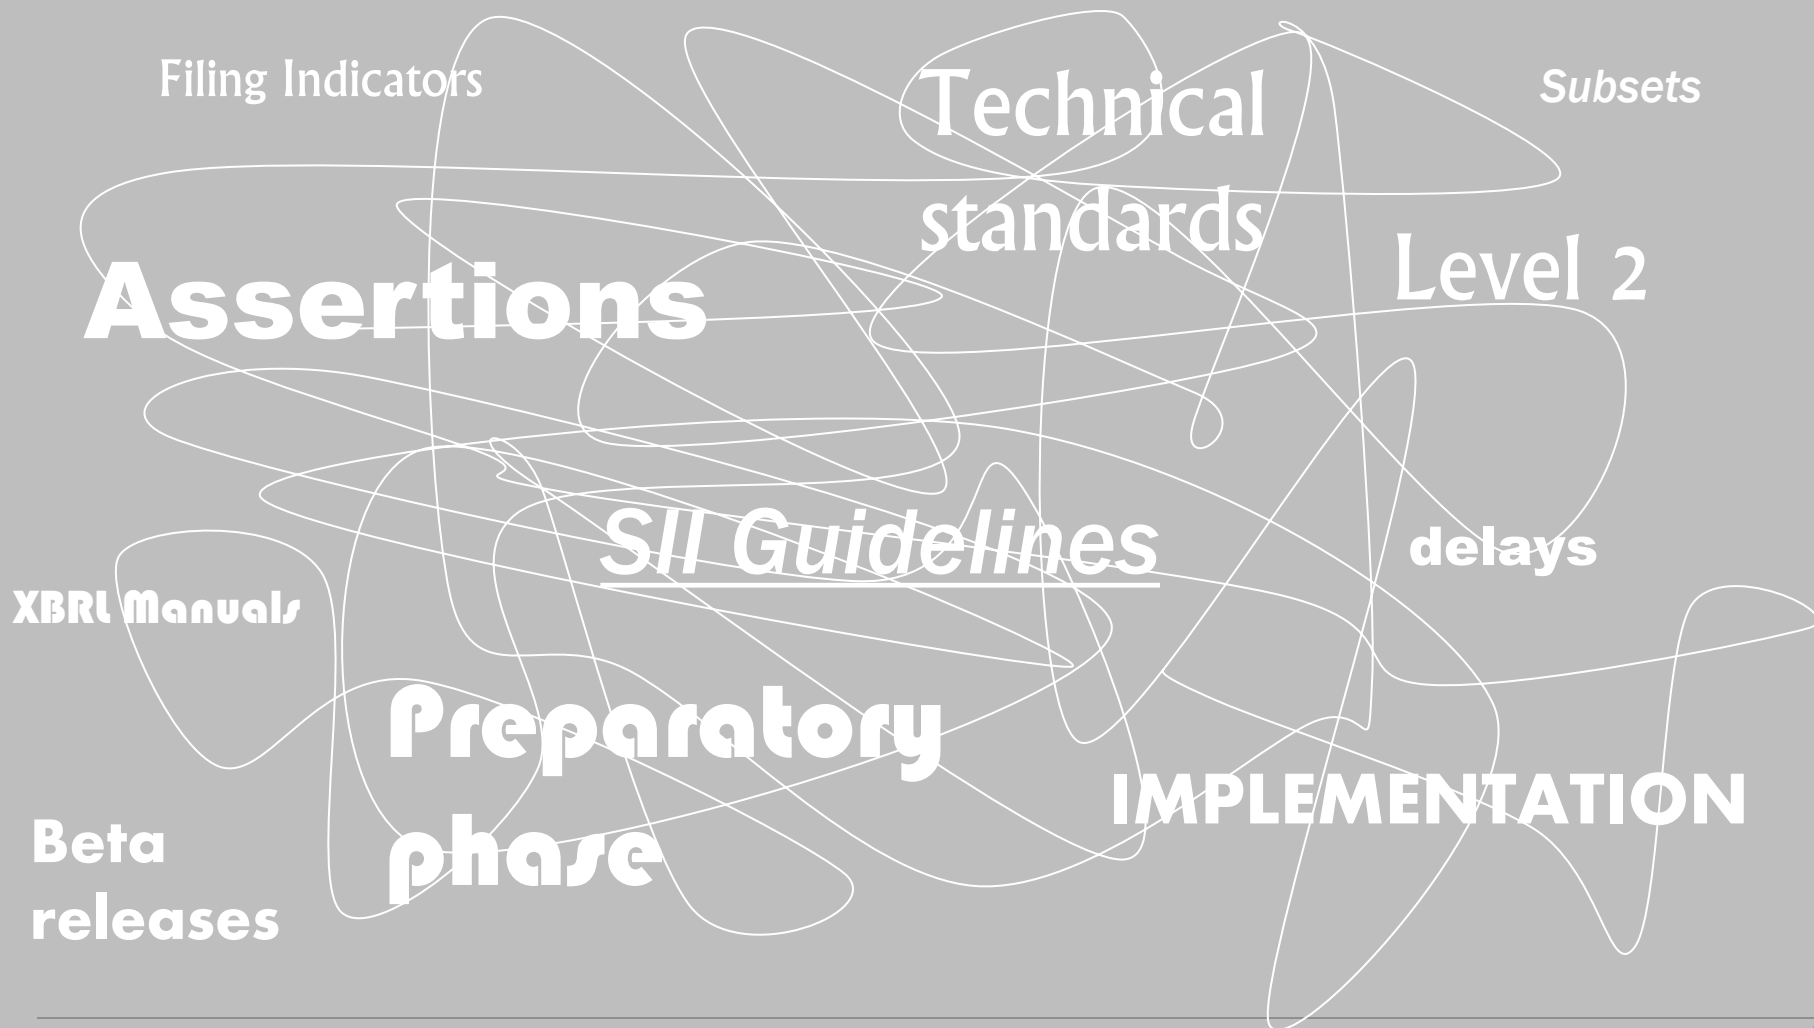 Filing Indicators
Technical
standards
Subsets
Level 2
Assertions
SII Guidelines
delays
XBRL Manuals
Preparatory
phase
IMPLEMENTATION
Beta
releases